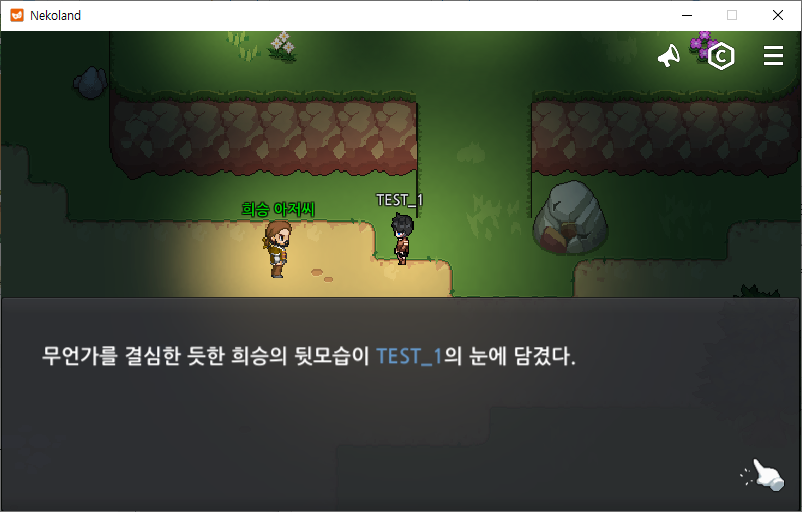 Nekoland
C
TEST_1
희승 아저씨
무언가를 결심한 듯한 희승의 뒷모습이 TEST_1의 눈에 담겼다.